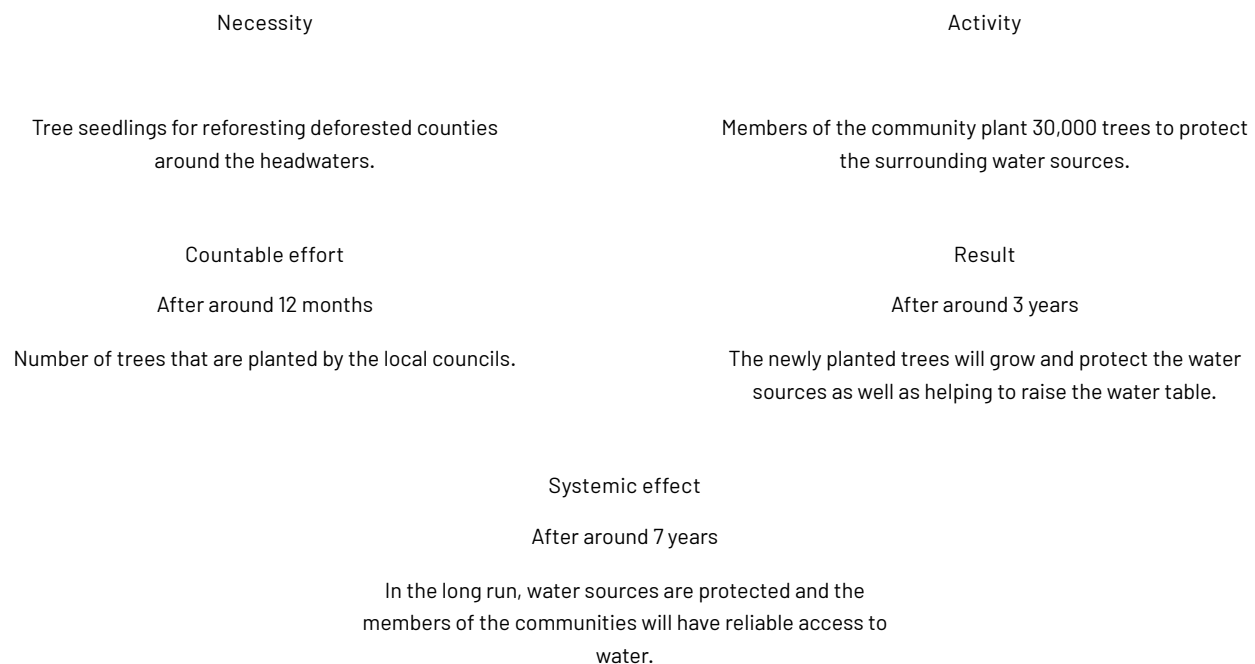 Necessity
Tree seedlings for reforesting deforested counties
around the headwaters.
Activity
Members of the community plant 30,000 trees to protect
the surrounding water sources.
Countable effort
After around 12 months
Number of trees that are planted by the local councils.
Result
After around 3 years
The newly planted trees will grow and protect the water
sources as well as helping to raise the water table.
Systemic effect
After around 7 years
In the long run, water sources are protected and the
members of the communities will have reliable access to
water.